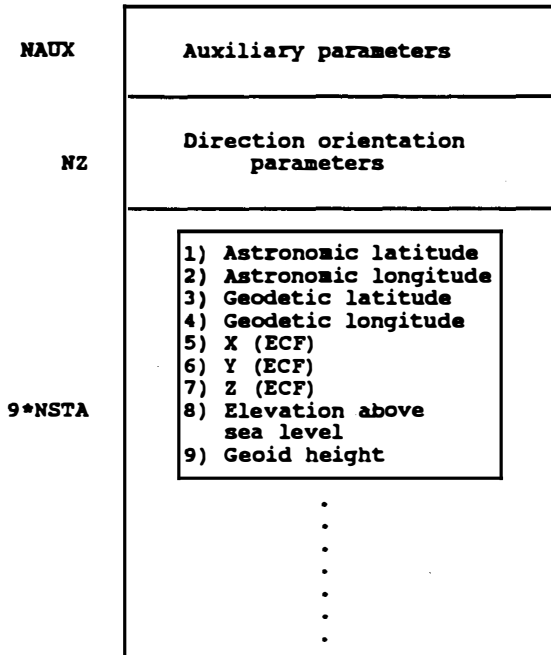 NAUX
Auxiliary parameters
NZ
Direction orientation
parameters
9*NSTA
1) Astronomic latitude
2) Astronomic longitude
3) Geodetic latitude
4) Geodetic longitude
5) X (ECF)
6) Y (ECF)
7) Z (ECF)
8) Elevation above
sea level
9) Geoid height